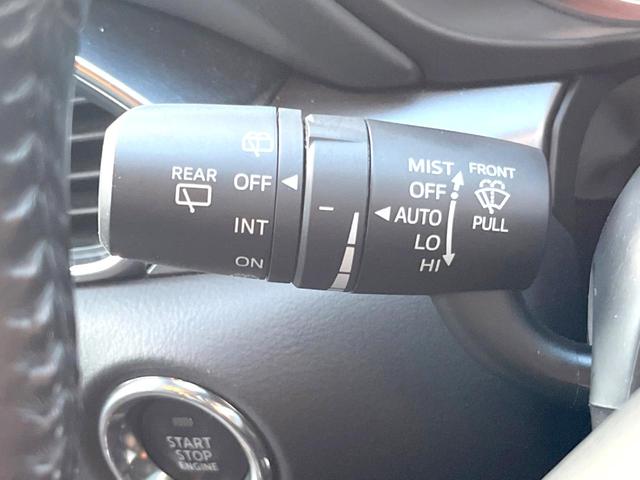 REAR
OFF
INT
ON
MIST
OFF
AUTO
LO
HI
FRONT
PULL
START
STOP
ENGINE